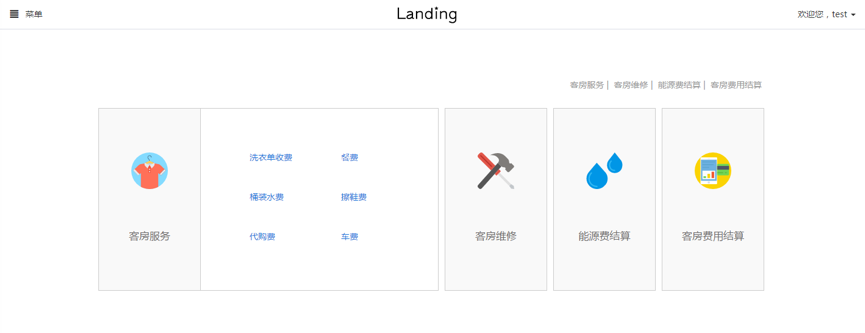 菜单
Landing
欢迎您，test
客房服务 | 客房维修 | 能源费结算 | 客房费用结算
洗衣单收费 餐费
桶装水费 擦鞋费
代购费 车费
客房服务 客房维修 能源费结算 客房费用结算